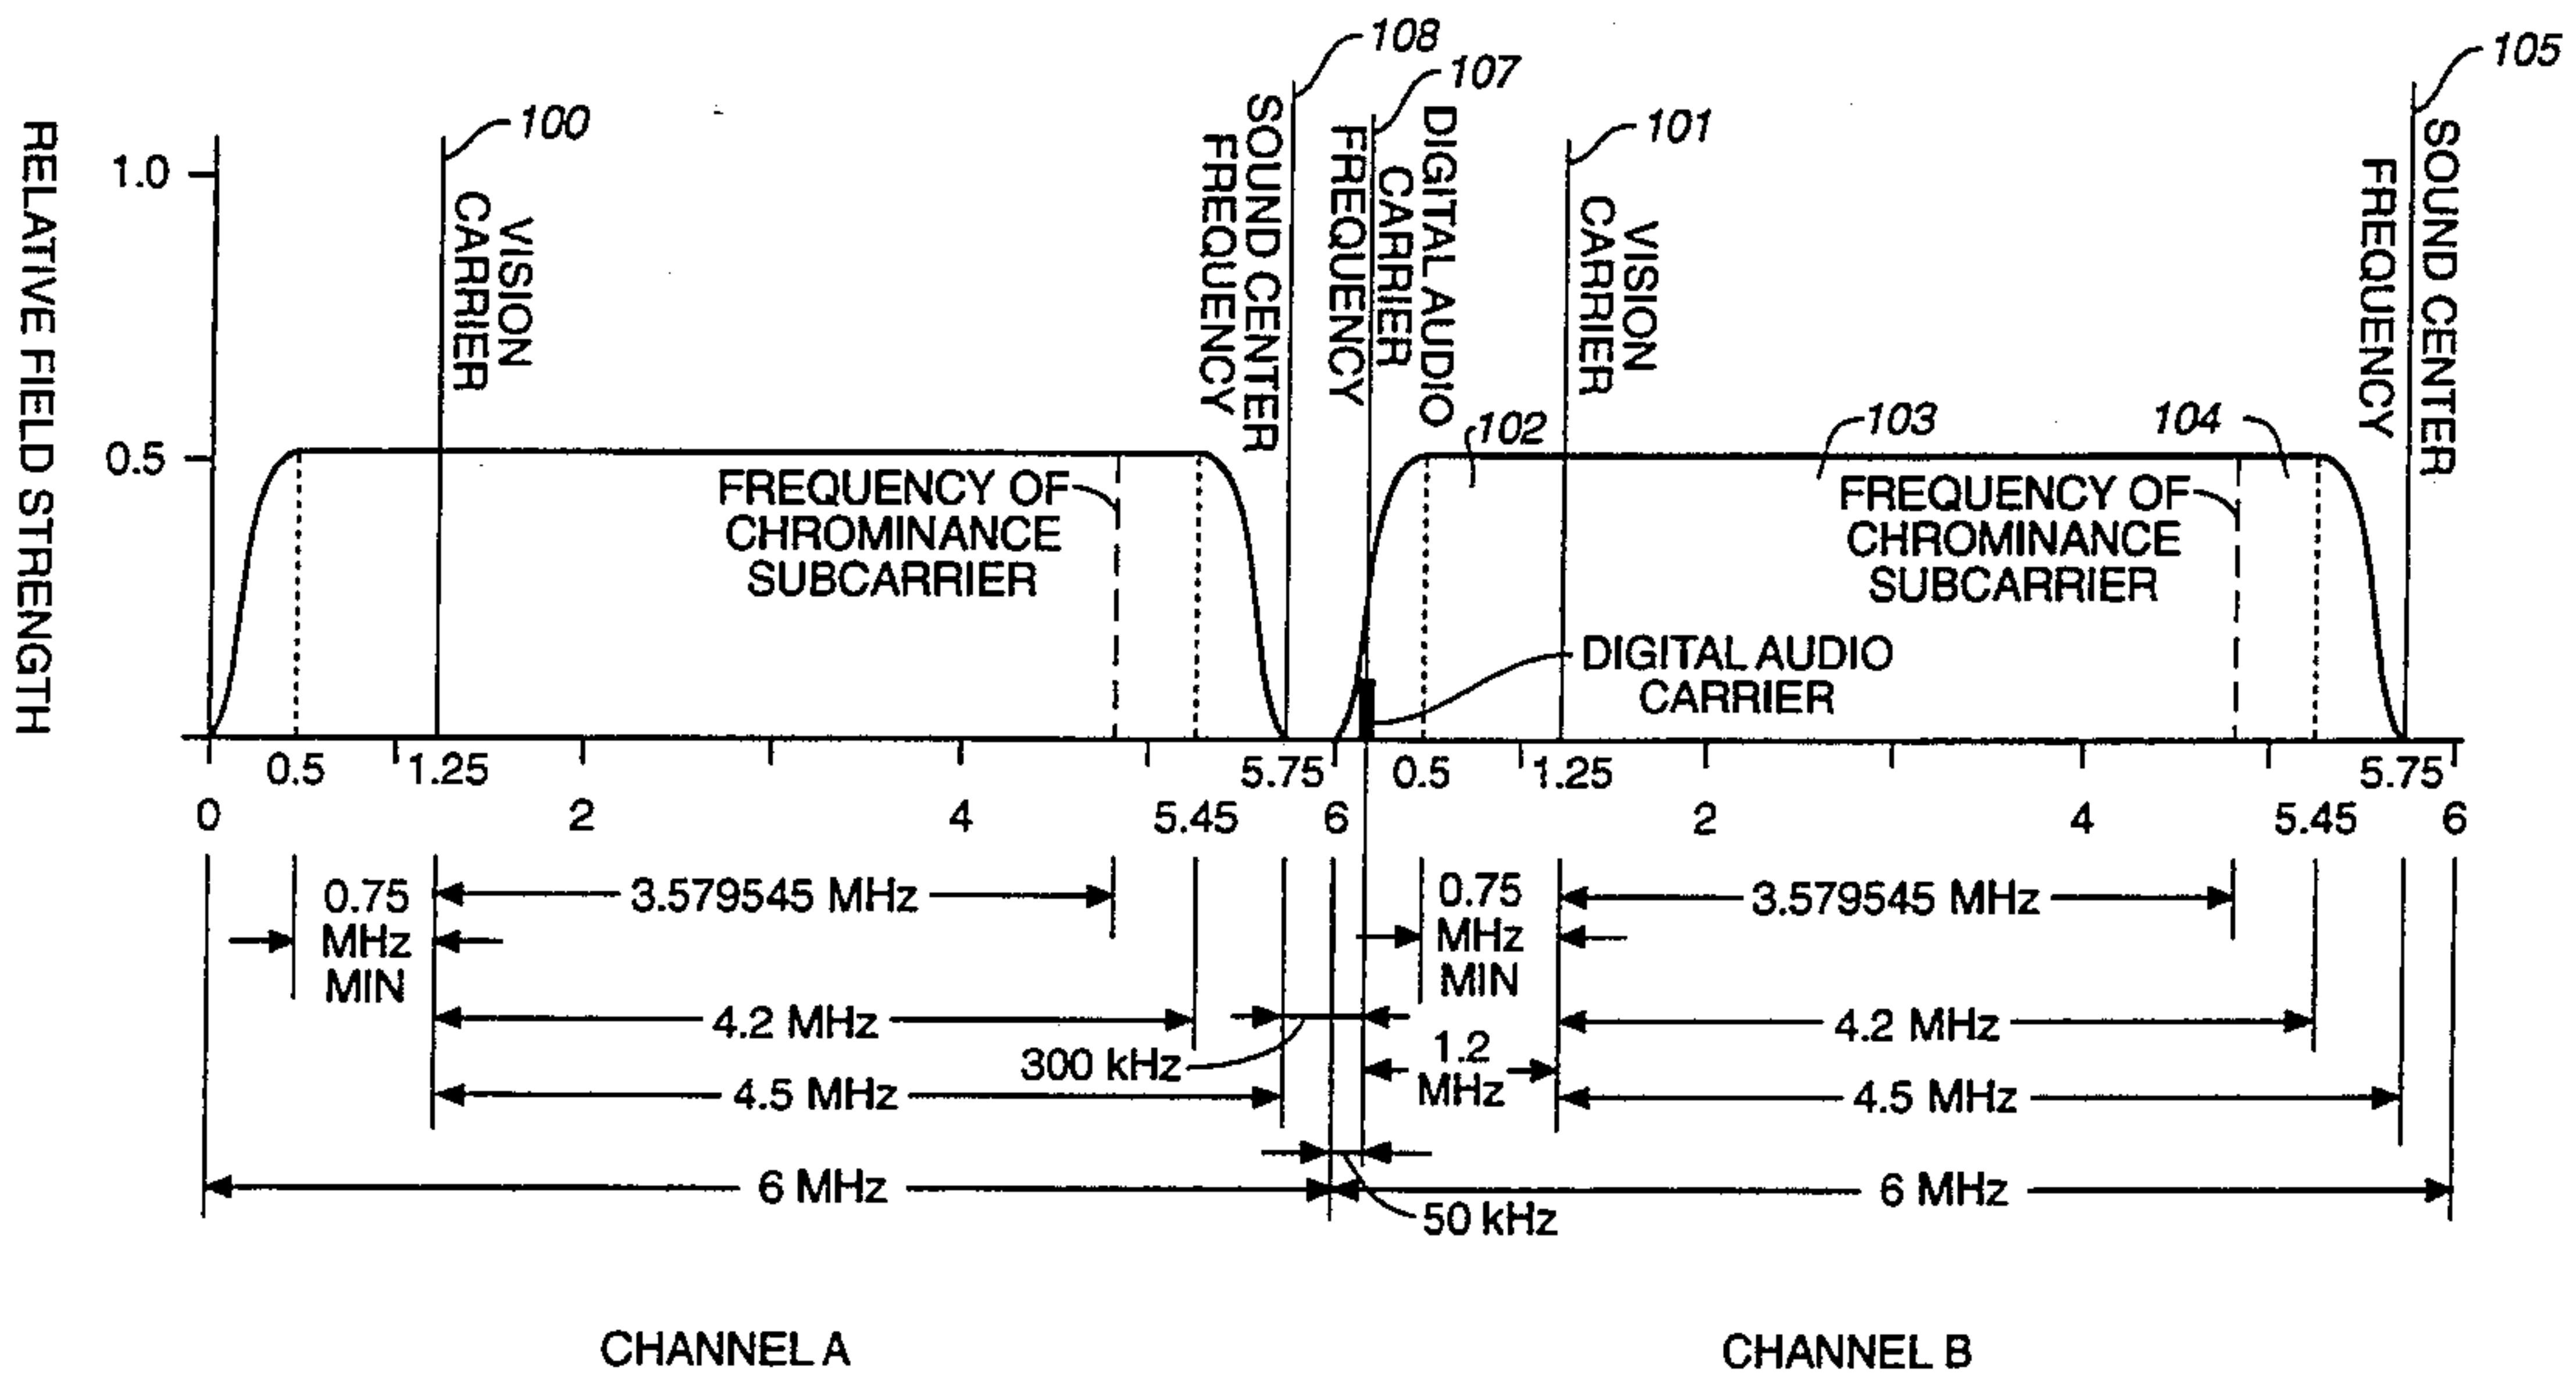 108
107
105
100
101
RELATIVE FIELD STRENGTH
1.0
0.5
VISION
CARRIER
SOUND CENTER
FREQUENCY
DIGITAL AUDIO
CARRIER
FREQUENCY
VISION
CARRIER
SOUND CENTER
FREQUENCY
102
103
104
FREQUENCY OF
CHROMINANCE
SUBCARRIER
FREQUENCY OF
CHROMINANCE
SUBCARRIER
DIGITAL AUDIO
CARRIER
0.5 1.25 5.75 0.5 1.25 5.75
0 2 4 5.45 6 2 4 5.45 6
0.75
MHz
MIN
3.579545 MHz
0.75
MHz
MIN
3.579545 MHz
4.2 MHz
4.2 MHz
300 kHz
1.2
MHz
4.5 MHz
4.5 MHz
6 MHz
6 MHz
50 kHz
CHANNEL A
CHANNEL B